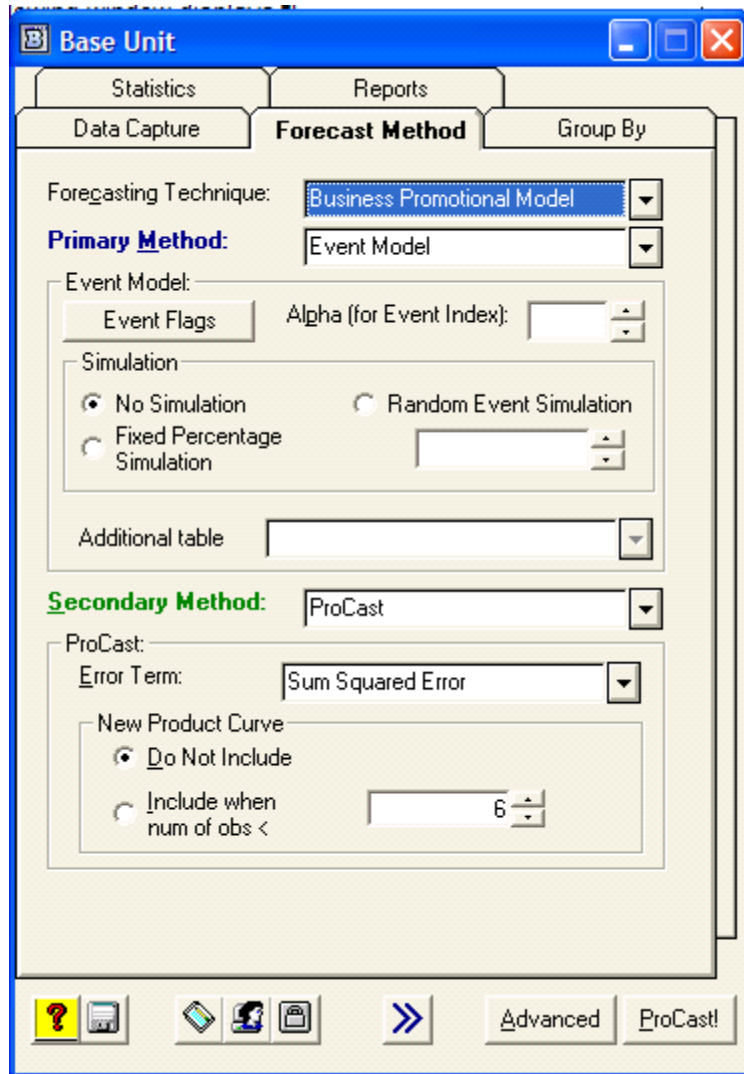 Base Unit
Statistics Reports
Data Capture Forecast Method Group By
Forecasting Technique: Business Promotional Model
Primary Method: Event Model
Event Model:
Event Flags Alpha (for Event Index):
Simulation
No Simulation Random Event Simulation
Fixed Percentage
Simulation
Additional table
Secondary Method: ProCast
ProCast:
Error Term: Sum Squared Error
New Product Curve
Do Not Include
Include when
num of obs < 6
? Advanced ProCast!